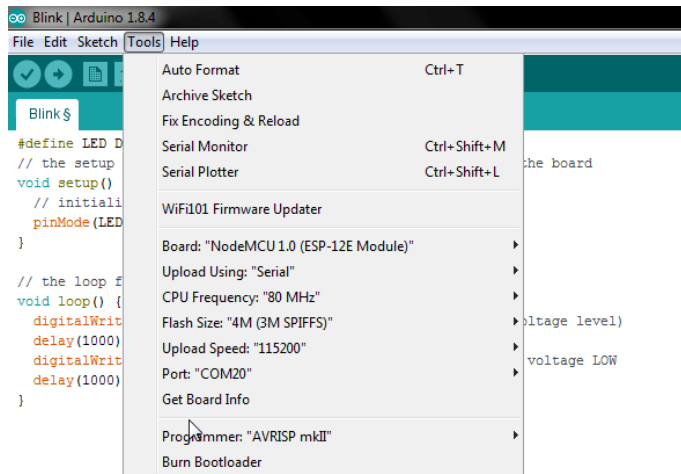 Blink | Arduino 1.8.4
File Edit Sketch Tools Help
Auto Format Ctrl+T
Archive Sketch
Fix Encoding & Reload
Serial Monitor Ctrl+Shift+M
Serial Plotter Ctrl+Shift+L
WiFi101 Firmware Updater
Board: "NodeMCU 1.0 (ESP-12E Module)"
Upload Using: "Serial"
CPU Frequency: "80 MHz"
Flash Size: "4M (3M SPIFFS)"
Upload Speed: "115200"
Port: "COM20"
Get Board Info
Programmer: "AVRISP mkII"
Burn Bootloader
Blink §
#define LED D
// the setup he board
void setup()
// initiali
pinMode(LED
}
// the loop f
void loop() {
digitalWrit oltage level)
delay(1000)
digitalWrit voltage LOW
delay(1000)
}